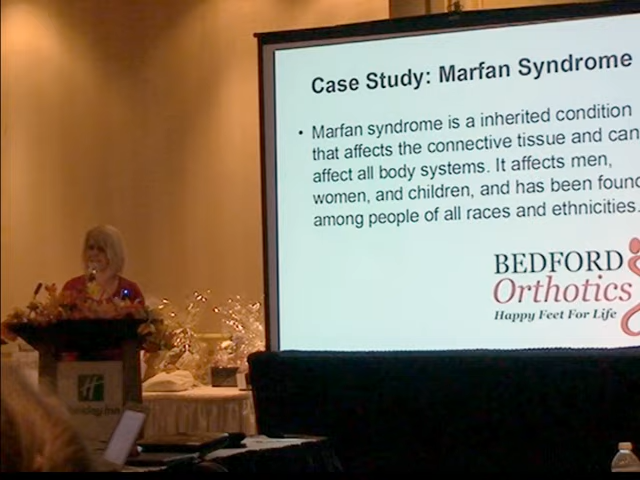 Case Study: Marfan Syndrome
• Marfan syndrome is a inherited condition
that affects the connective tissue and can
affect all body systems. It affects men,
women, and children, and has been found
among people of all races and ethnicities.
BEDFORD
Orthotics
Happy Feet For Life
H
Holiday Inn